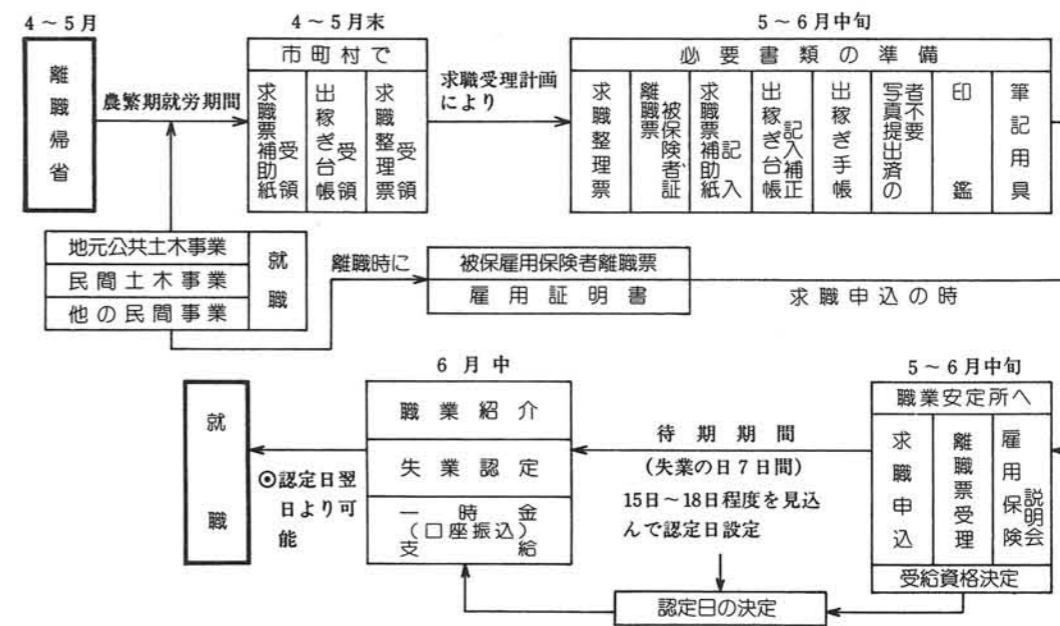 4～5月
離職帰省
農繁期就労期間
4～5月末
市町村で
求職票補助紙受領
出稼ぎ台帳受領
求職整理票受領
求職受理計画
により
5～6月中旬
必要書類の準備
求職整理票
離職票被保険者証
求職票補助紙記入
出稼ぎ台帳記入補正
出稼ぎ手帳
写真提出済の
者不要
印鑑
筆記用具
地元公共土木事業
民間土木事業
他の民間事業
就職
離職時に
被保雇用保険者離職票
雇用証明書
求職申込の時
5～6月中旬
職業安定所へ
求職申込
離職票受理
雇用保険説明会
受給資格決定
待期期間
(失業の日7日間)
15日～18日程度を見込
んで認定日設定
認定日の決定
6月中
職業紹介
失業認定
一時金
(口座振込)
支給
⦿認定日翌
日より可
能
就職